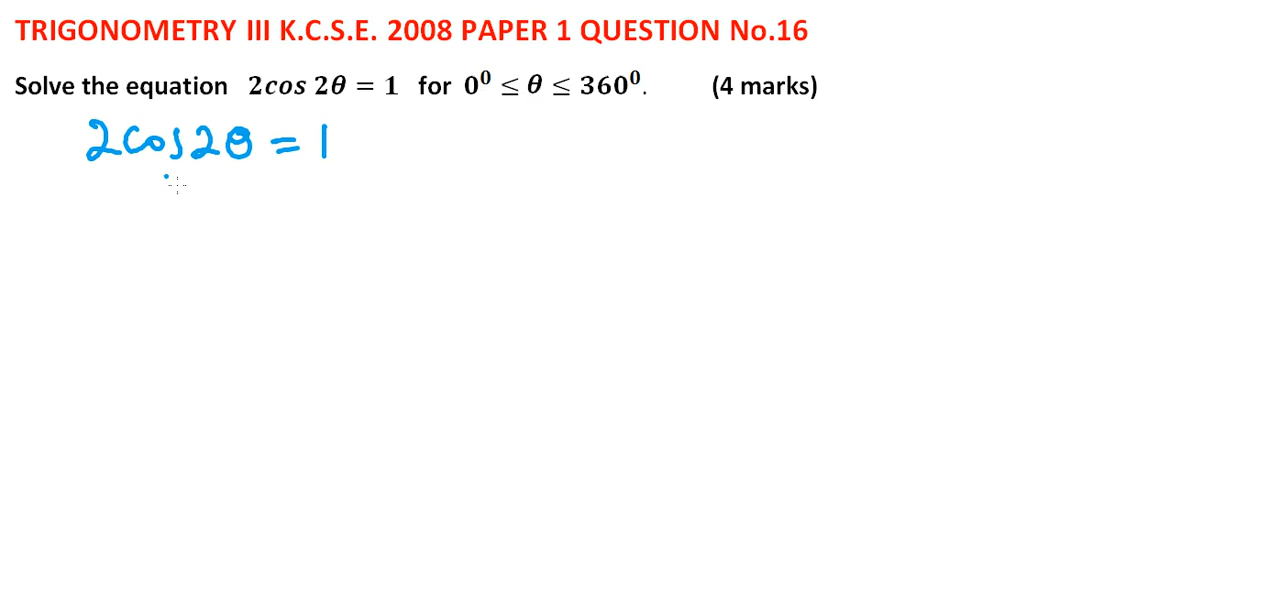 TRIGONOMETRY III K.C.S.E. 2008 PAPER 1 QUESTION No.16
Solve the equation 2cos 2θ = 1 for 0⁰ ≤ θ ≤ 360⁰. (4 marks)
2cos2θ = 1